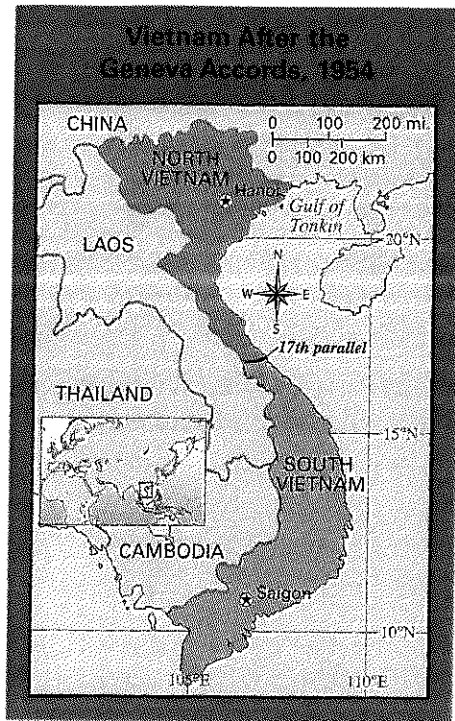 Vietnam After the
Geneva Accords, 1954
0 100 200 mi.
0 100 200 km
CHINA
NORTH
VIETNAM
Hanoi
Gulf of
Tonkin
20°N
LAOS
N
W E
S
17th parallel
THAILAND
15°N
SOUTH
VIETNAM
CAMBODIA
Saigon
10°N
105°E
110°E